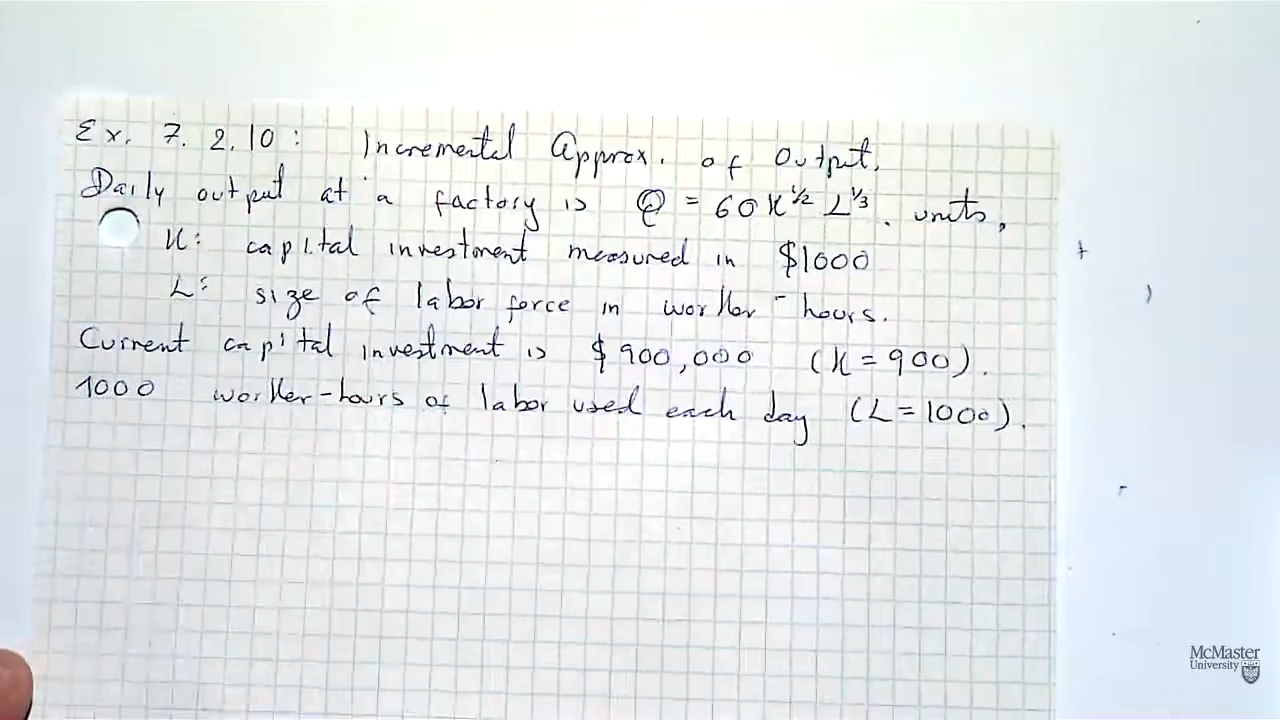 Ex. 7.2.10: Incremental Approx. of Output.
Daily output at a factory is Q = 60K^1/2 L^1/3. units,
K: capital investment measured in $1000
L: size of labor force in worker-hours.
Current capital investment is $900,000 (K=900).
1000 worker-hours of labor used each day (L=1000).
McMaster
University